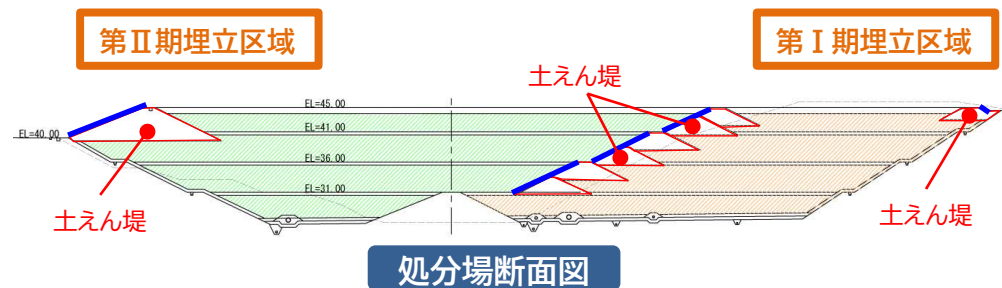 第Ⅱ期埋立区域
第Ⅰ期埋立区域
土えん堤
EL=45.00
EL=41.00
EL=40.00
EL=36.00
EL=31.00
土えん堤
土えん堤
処分場断面図